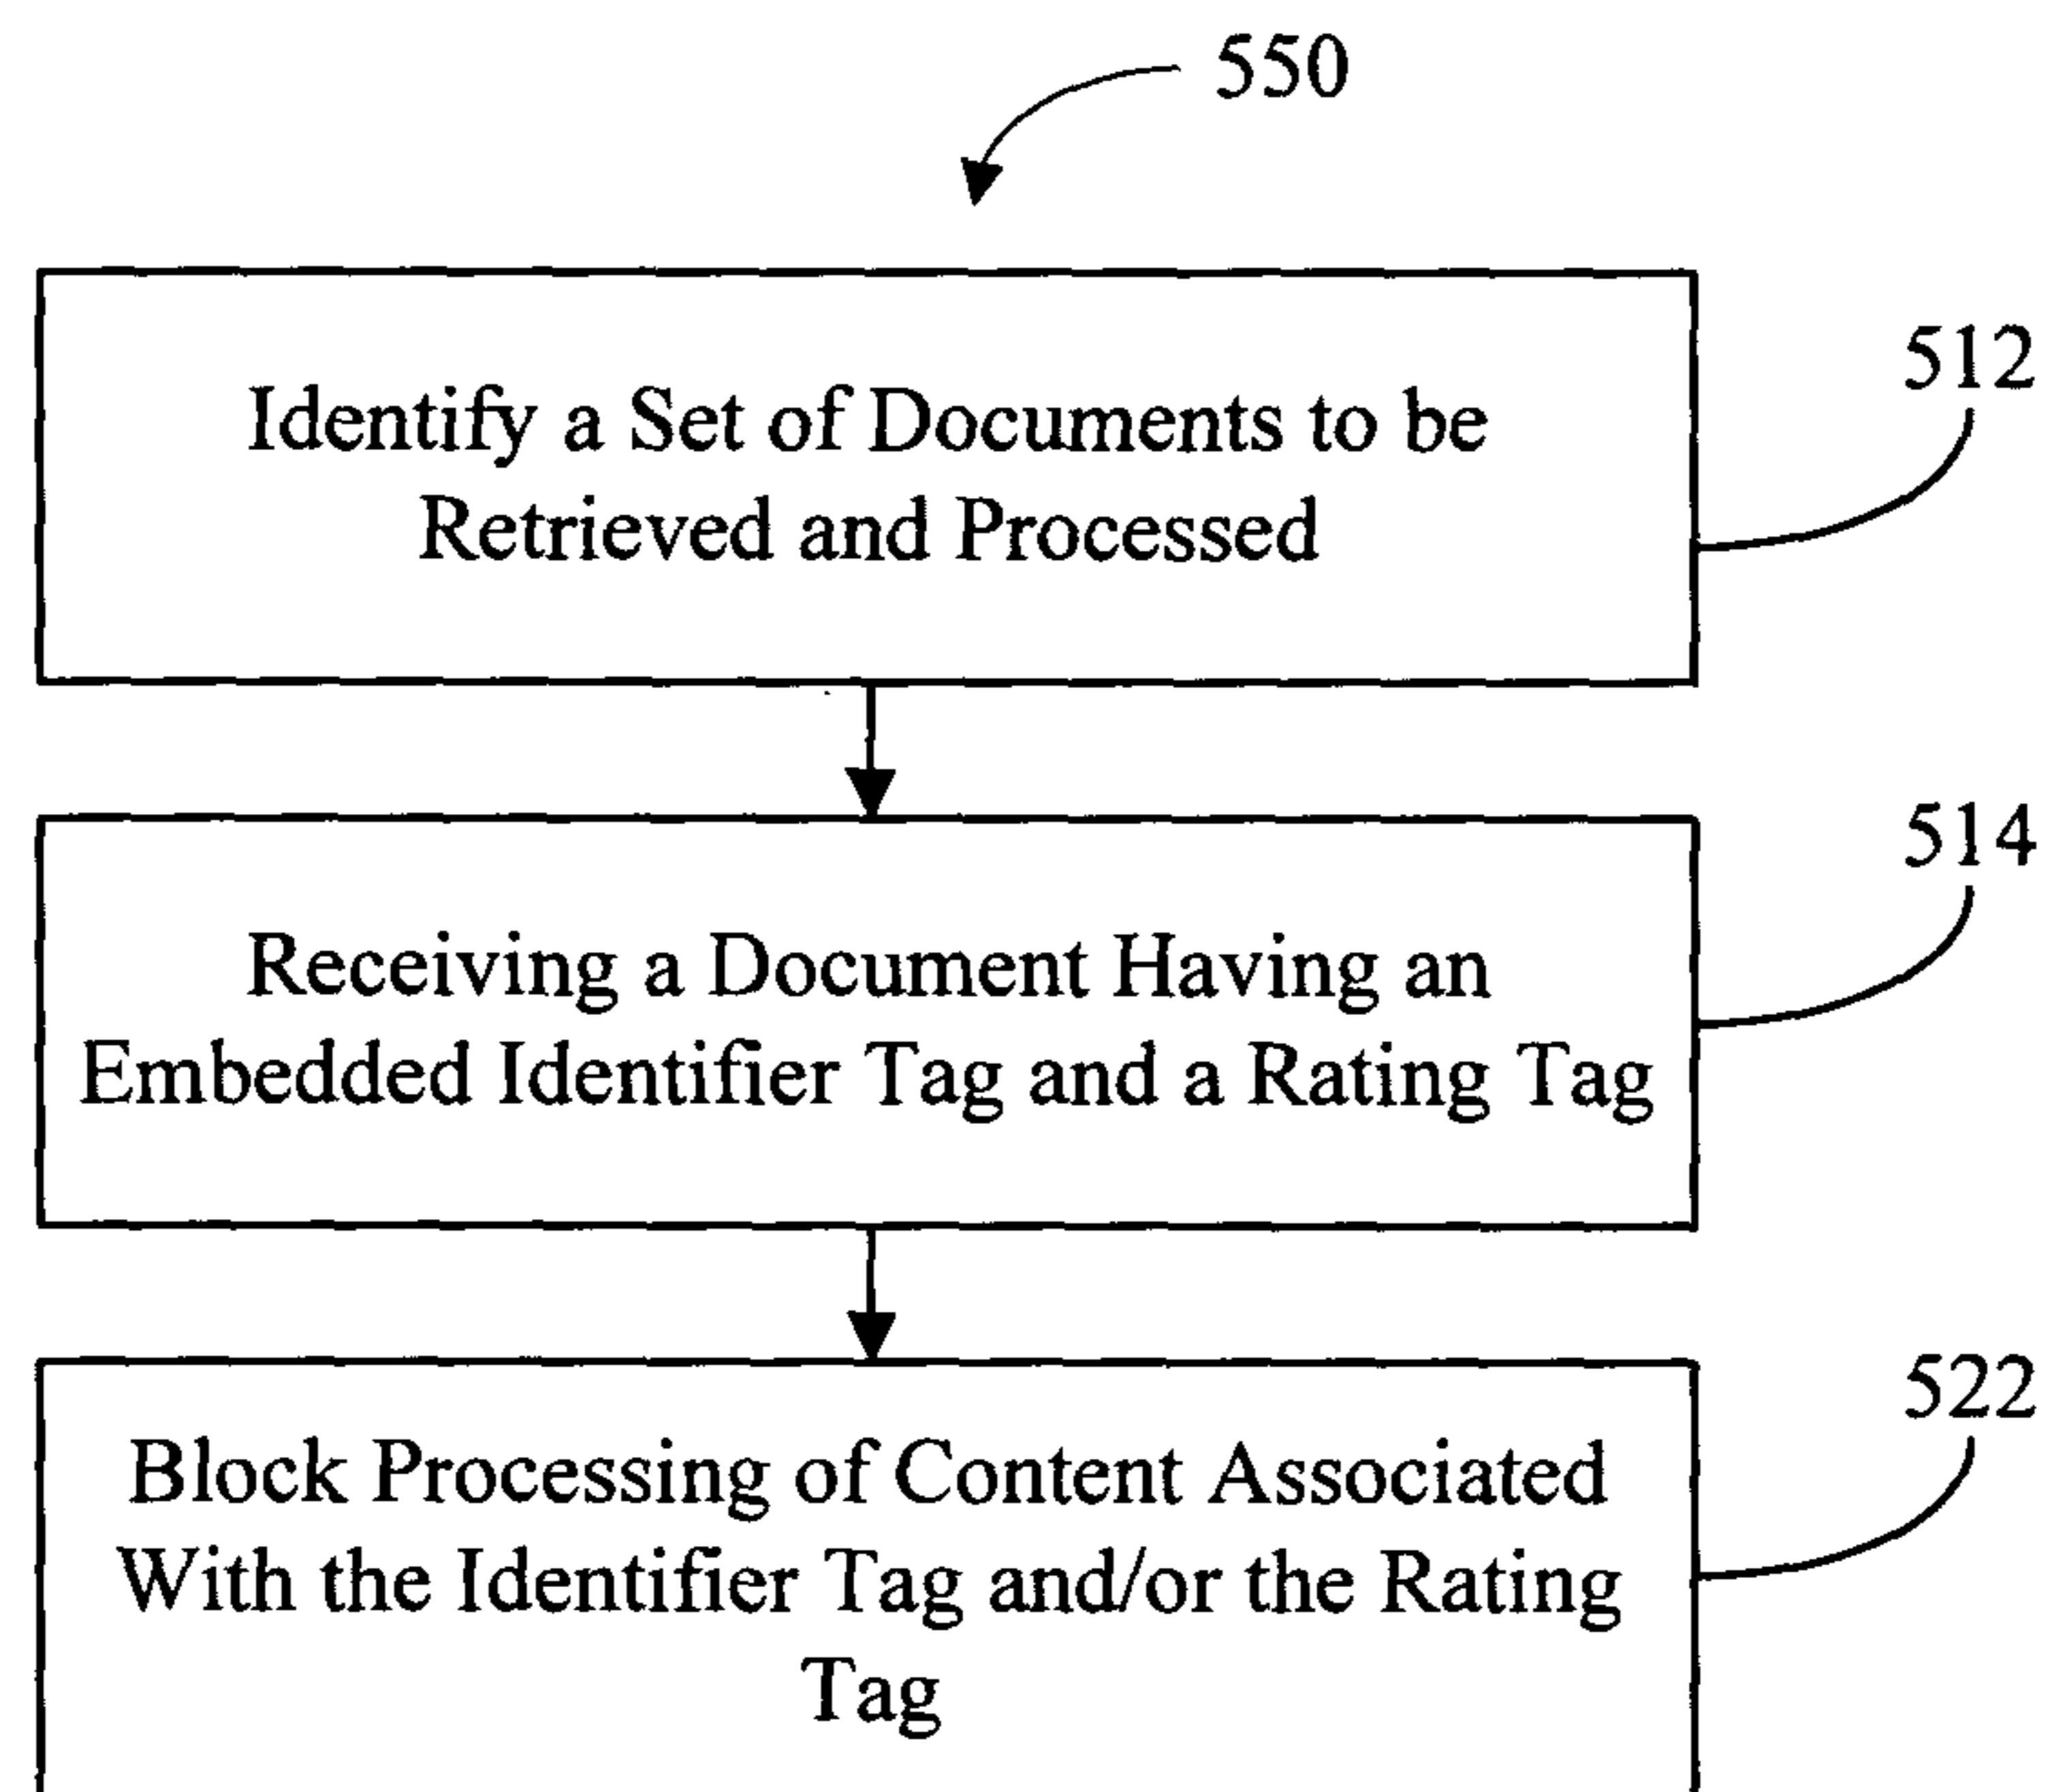 550
Identify a Set of Documents to be
Retrieved and Processed
512
Receiving a Document Having an
Embedded Identifier Tag and a Rating Tag
514
Block Processing of Content Associated
With the Identifier Tag and/or the Rating
Tag
522